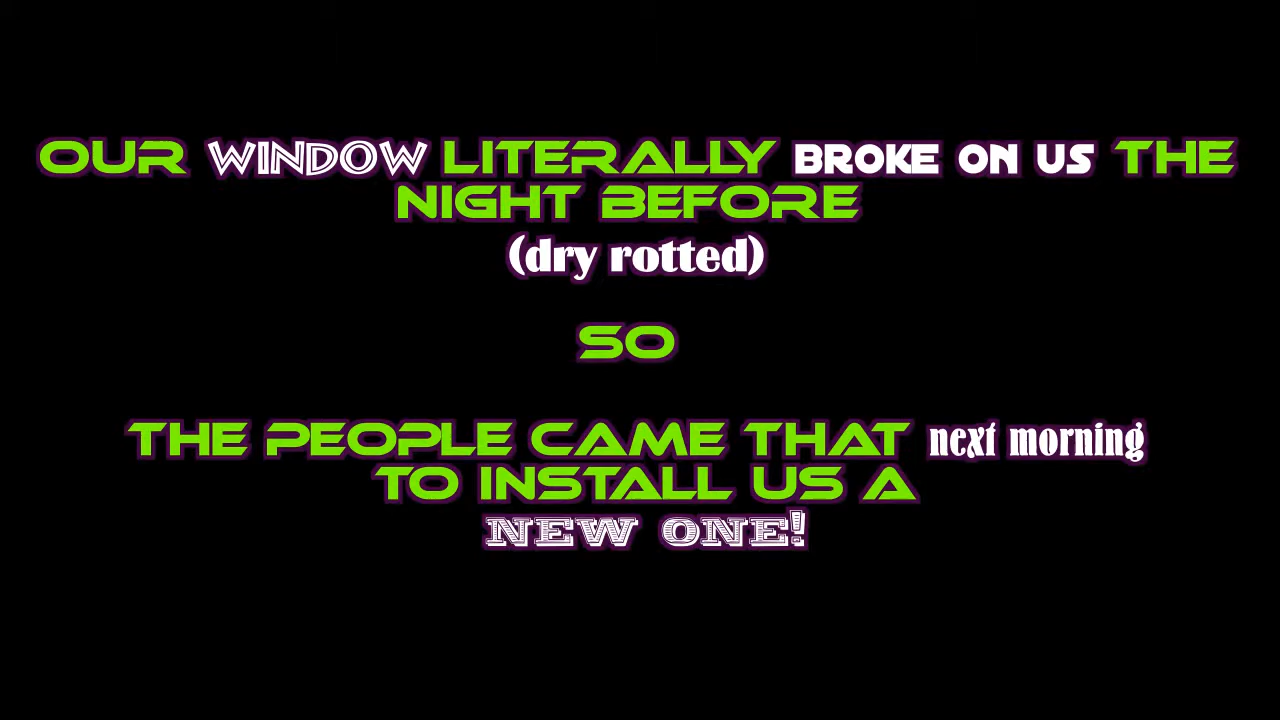 OUR WINDOW LITERALLY BROKE ON US THE
NIGHT BEFORE
(dry rotted)
SO
THE PEOPLE CAME THAT next morning
TO INSTALL US A
NEW ONE!